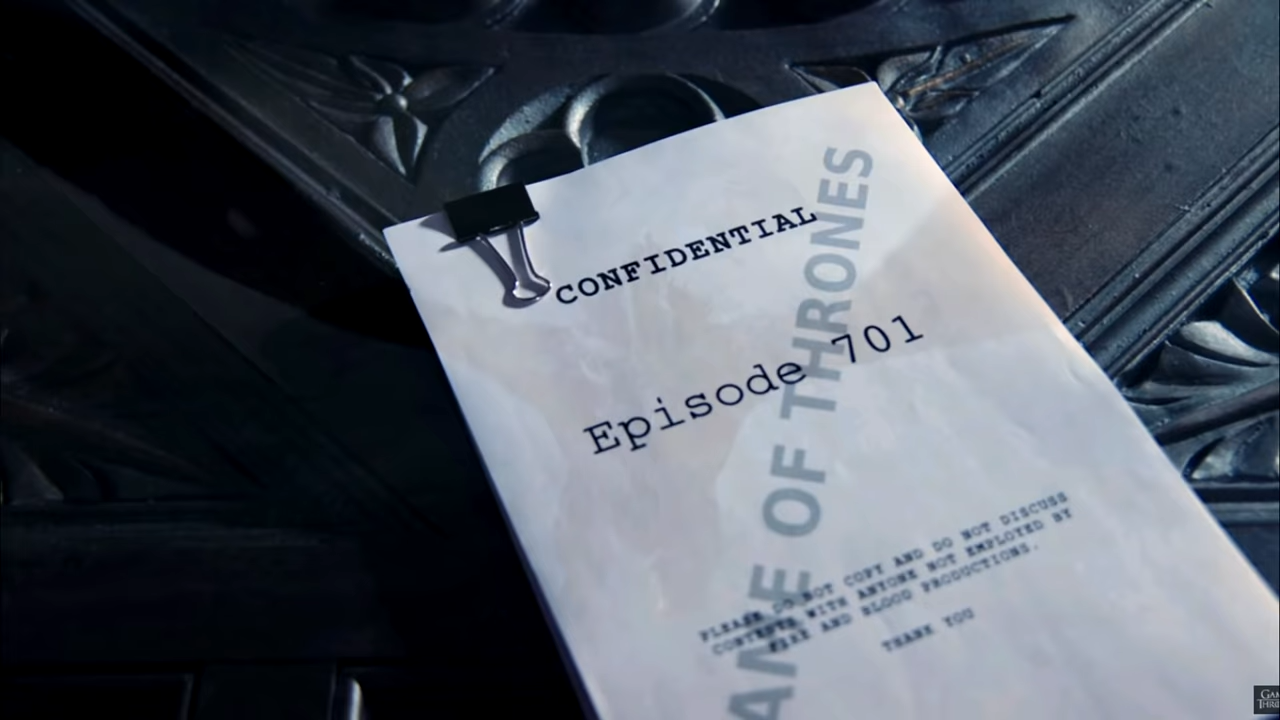 CONFIDENTIAL
Episode 701
GAME OF THRONES
PLEASE DO NOT COPY AND DO NOT DISCUSS
CONTENTS WITH ANYONE NOT EMPLOYED BY
FIRE AND BLOOD PRODUCTIONS.
THANK YOU